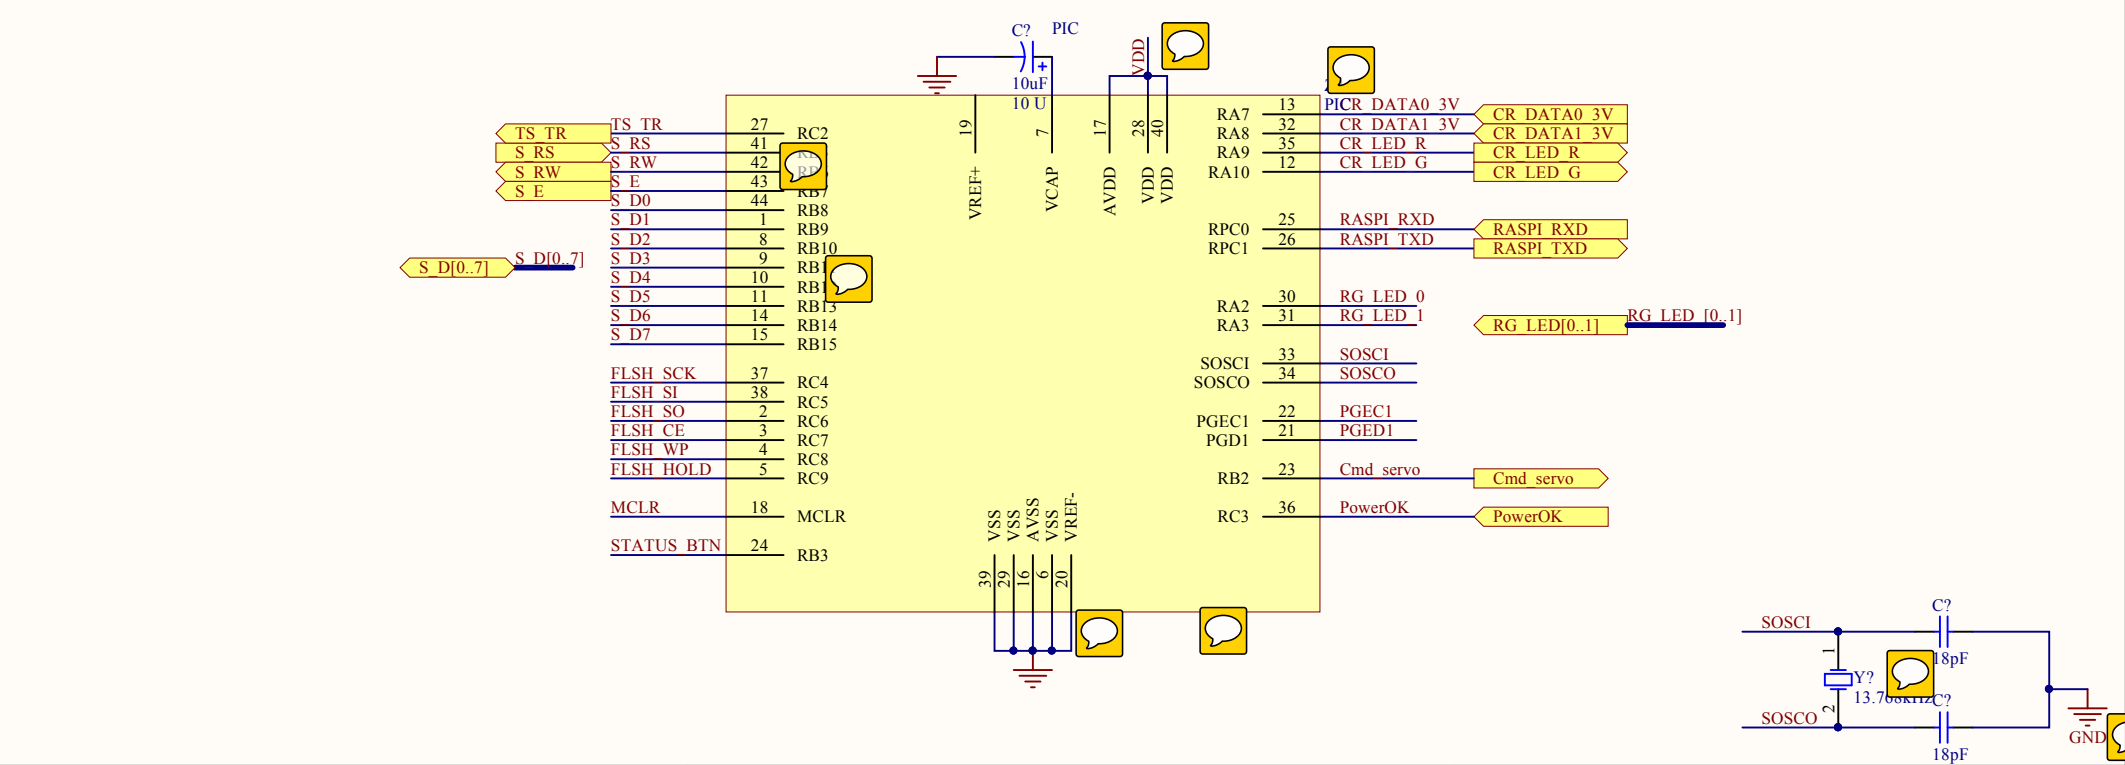 C? PIC
10uF
10 U
VDD
19 VREF+
7 VCAP
17 AVDD
28 VDD
40 VDD
TS_TR TS_TR 27 RC2
S_RS S_RS 41
S_RW S_RW 42
S_E S_E 43 RB7
S_D0 44 RB8
S_D1 1 RB9
S_D2 8 RB10
S_D[0..7] S_D[0..7] S_D3 9
S_D4 10
S_D5 11 RB13
S_D6 14 RB14
S_D7 15 RB15
FLSH_SCK 37 RC4
FLSH_SI 38 RC5
FLSH_SO 2 RC6
FLSH_CE 3 RC7
FLSH_WP 4 RC8
FLSH_HOLD 5 RC9
MCLR 18 MCLR
STATUS_BTN 24 RB3
PIC
RA7 13 CR_DATA0_3V CR_DATA0_3V
RA8 32 CR_DATA1_3V CR_DATA1_3V
RA9 35 CR_LED_R CR_LED_R
RA10 12 CR_LED_G CR_LED_G
RPC0 25 RASPI_RXD RASPI_RXD
RPC1 26 RASPI_TXD RASPI_TXD
RA2 30 RG_LED_0
RA3 31 RG_LED_1 RG_LED[0..1] RG_LED_[0..1]
SOSCI 33 SOSCI
SOSCO 34 SOSCO
PGEC1 22 PGEC1
PGD1 21 PGED1
RB2 23 Cmd_servo Cmd_servo
RC3 36 PowerOK PowerOK
VSS 39
VSS 29
AVSS 16
VSS 6
VREF- 20
SOSCI C?
18pF
1
Y?
2
SOSCO C?
18pF
GND